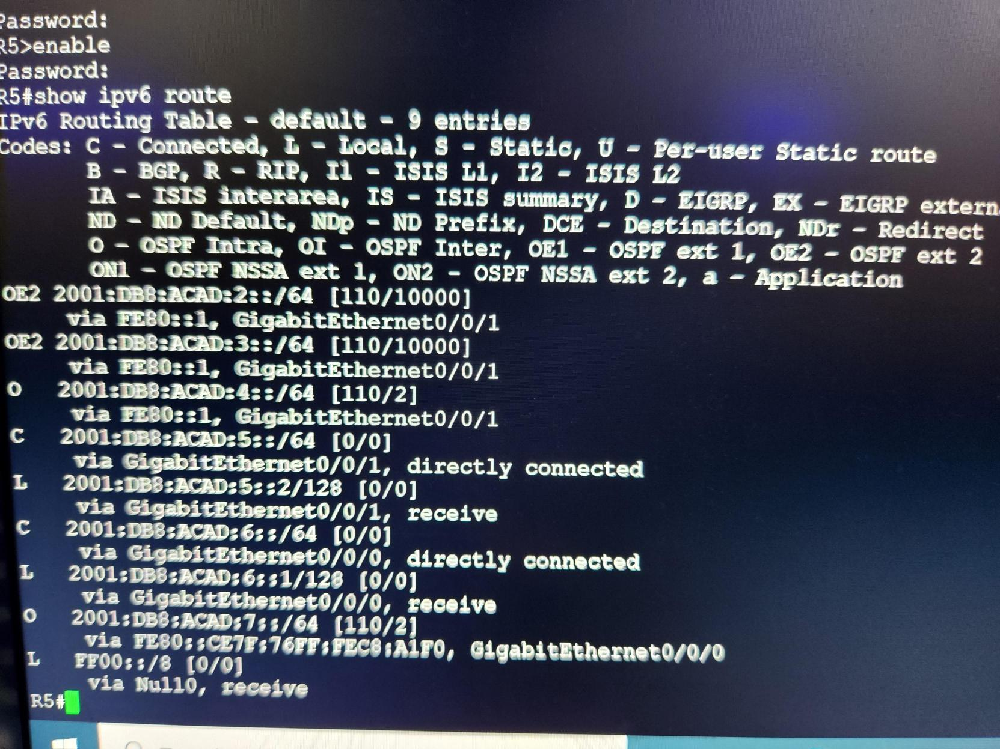 Password:
R5>enable
Password:
R5#show ipv6 route
IPv6 Routing Table - default - 9 entries
Codes: C - Connected, L - Local, S - Static, U - Per-user Static route
B - BGP, R - RIP, I1 - ISIS L1, I2 - ISIS L2
IA - ISIS interarea, IS - ISIS summary, D - EIGRP, EX - EIGRP extern
ND - ND Default, NDp - ND Prefix, DCE - Destination, NDr - Redirect
O - OSPF Intra, OI - OSPF Inter, OE1 - OSPF ext 1, OE2 - OSPF ext 2
ON1 - OSPF NSSA ext 1, ON2 - OSPF NSSA ext 2, a - Application
OE2 2001:DB8:ACAD:2::/64 [110/10000]
via FE80::1, GigabitEthernet0/0/1
OE2 2001:DB8:ACAD:3::/64 [110/10000]
via FE80::1, GigabitEthernet0/0/1
O 2001:DB8:ACAD:4::/64 [110/2]
via FE80::1, GigabitEthernet0/0/1
C 2001:DB8:ACAD:5::/64 [0/0]
via GigabitEthernet0/0/1, directly connected
L 2001:DB8:ACAD:5::2/128 [0/0]
via GigabitEthernet0/0/1, receive
C 2001:DB8:ACAD:6::/64 [0/0]
via GigabitEthernet0/0/0, directly connected
L 2001:DB8:ACAD:6::1/128 [0/0]
via GigabitEthernet0/0/0, receive
O 2001:DB8:ACAD:7::/64 [110/2]
via FE80::CE7F:76FF:FEC8:A1F0, GigabitEthernet0/0/0
L FF00::/8 [0/0]
via Null0, receive
R5#